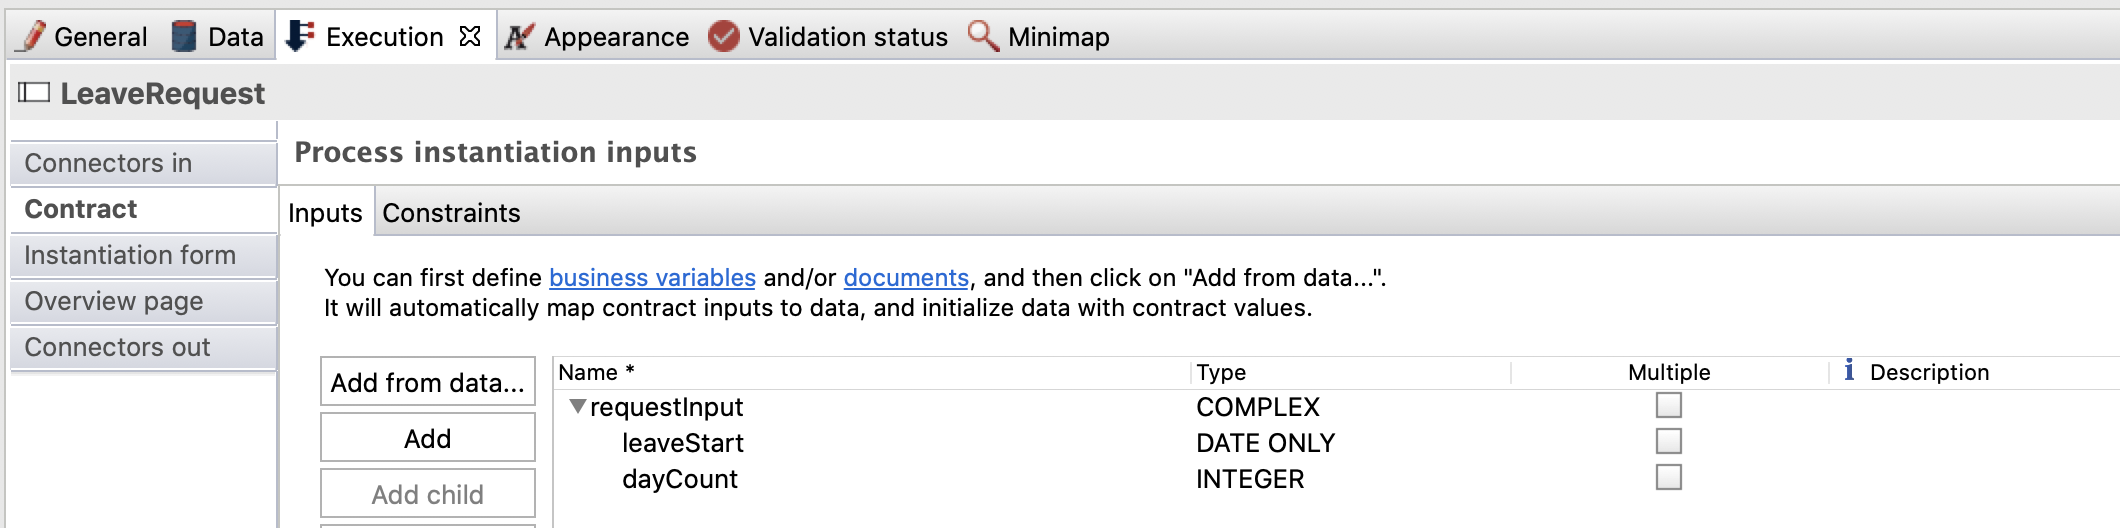 General Data Execution Appearance Validation status Minimap
LeaveRequest
Connectors in
Contract
Instantiation form
Overview page
Connectors out
Process instantiation inputs
Inputs Constraints
You can first define business variables and/or documents, and then click on "Add from data...".
It will automatically map contract inputs to data, and initialize data with contract values.
Add from data...
Add
Add child
Name * Type Multiple i Description
requestInput COMPLEX
leaveStart DATE ONLY
dayCount INTEGER